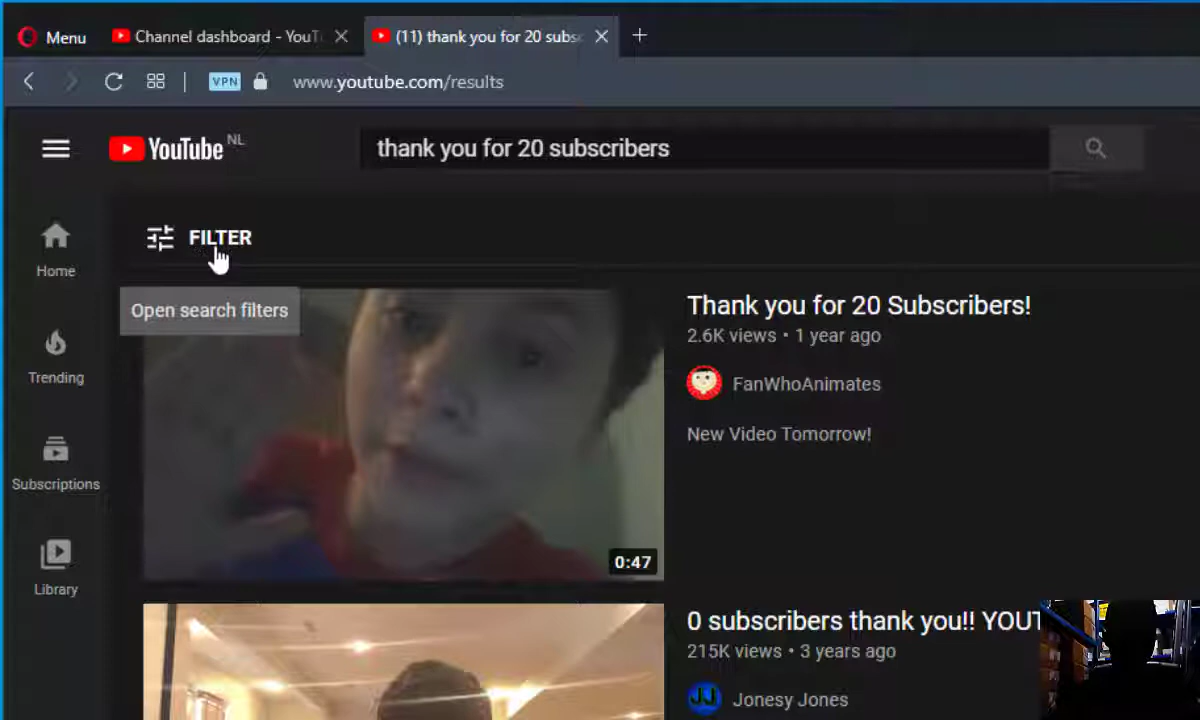 Menu
Channel dashboard - YouT
(11) thank you for 20 subs
VPN
www.youtube.com/results
YouTube NL
thank you for 20 subscribers
FILTER
Home
Open search filters
Thank you for 20 Subscribers!
2.6K views • 1 year ago
Trending
FanWhoAnimates
New Video Tomorrow!
Subscriptions
0:47
Library
0 subscribers thank you!! YOUT
215K views • 3 years ago
JJ
Jonesy Jones